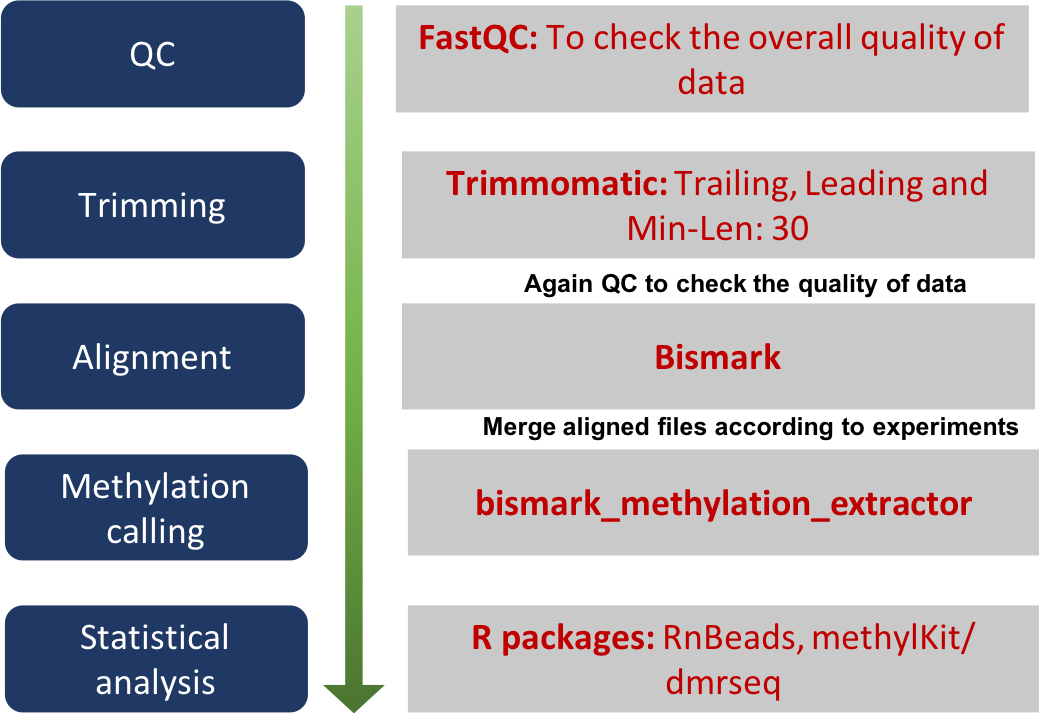 QC
FastQC: To check the overall quality of
data
Trimming
Trimmomatic: Trailing, Leading and
Min-Len: 30
Again QC to check the quality of data
Alignment
Bismark
Merge aligned files according to experiments
Methylation
calling
bismark_methylation_extractor
Statistical
analysis
R packages: RnBeads, methylKit/
dmrseq